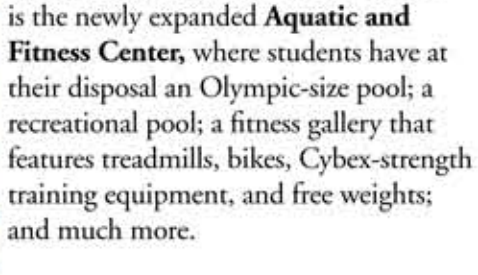 is the newly expanded Aquatic and
Fitness Center, where students have at
their disposal an Olympic-size pool; a
recreational pool; a fitness gallery that
features treadmills, bikes, Cybex-strength
training equipment, and free weights;
and much more.